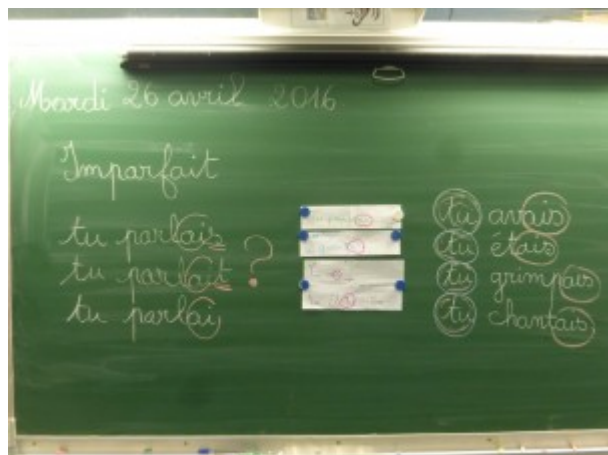 Mardi 26 avril 2016
Imparfait
tu parlais
tu parlait ?
tu parlai
tu avais
tu étais
tu grimpais
tu chantais